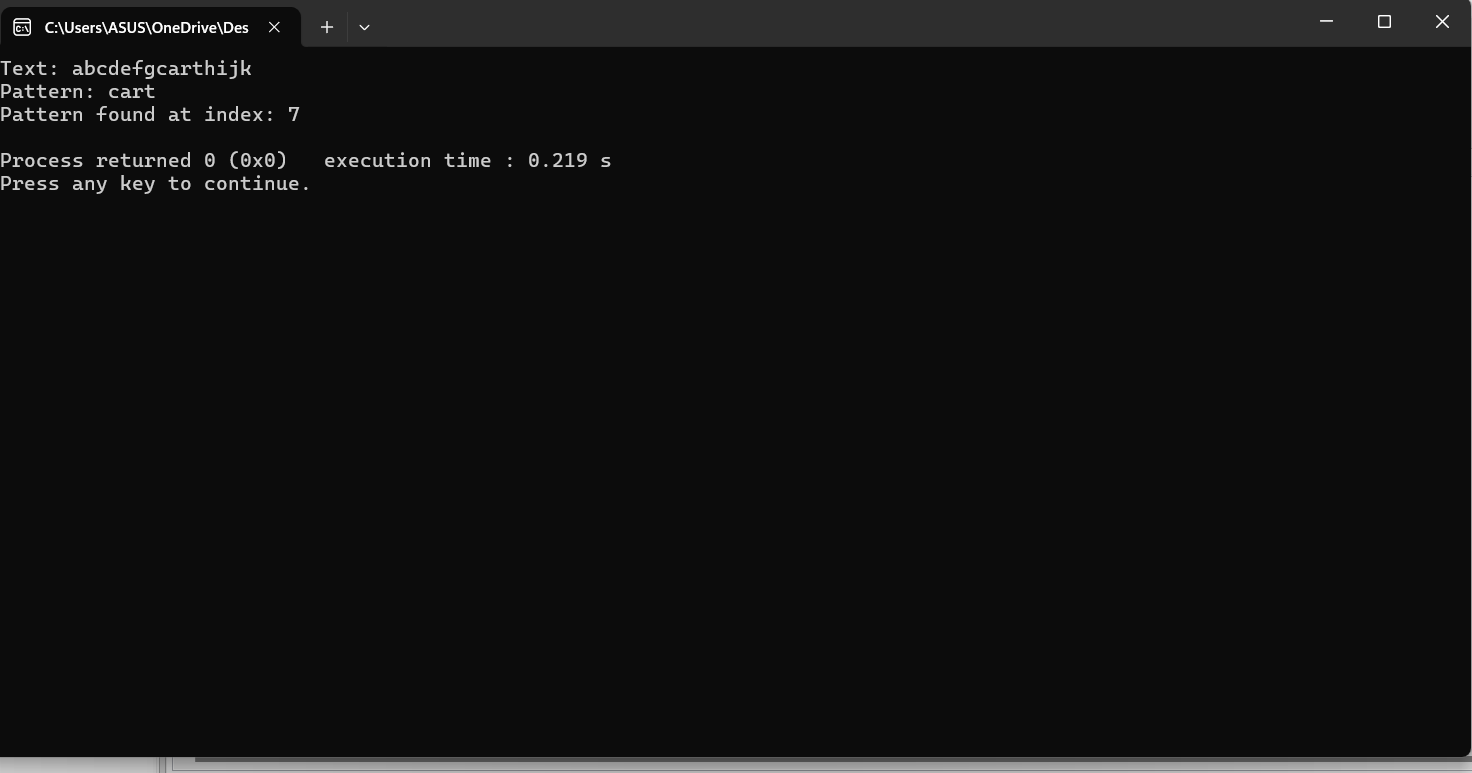 C:\Users\ASUS\OneDrive\Des
Text: abcdefgcarthijk
Pattern: cart
Pattern found at index: 7
Process returned 0 (0x0)   execution time : 0.219 s
Press any key to continue.